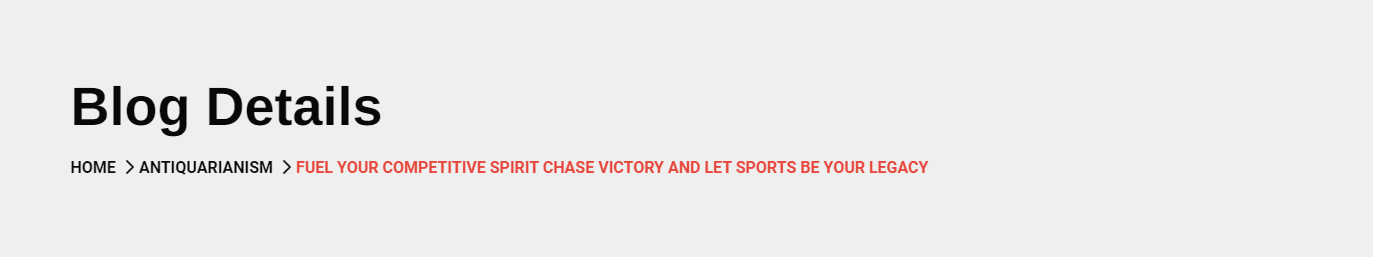 Blog Details
HOME > ANTIQUARIANISM > FUEL YOUR COMPETITIVE SPIRIT CHASE VICTORY AND LET SPORTS BE YOUR LEGACY